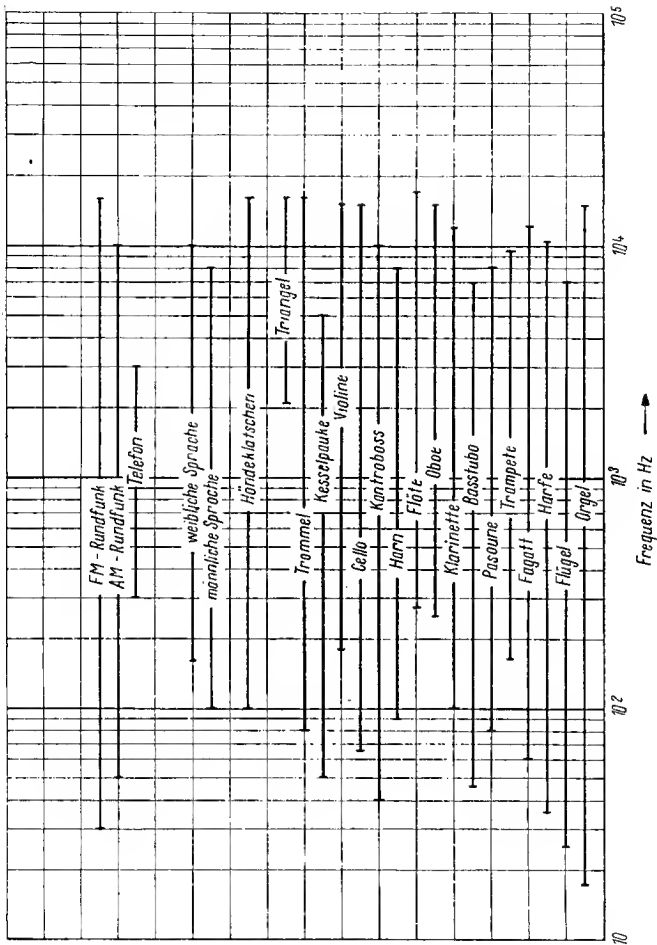 FM - Rundfunk
AM - Rundfunk
Telefon
weibliche Sprache
männliche Sprache
Händeklatschen
Triangel
Trommel
Kesselpauke
Violine
Cello
Kontrabass
Horn
Flöte
Oboe
Klarinette
Basstuba
Posaune
Trompete
Fagott
Harfe
Flügel
Orgel
10
10²
10³
10⁴
10⁵
Frequenz in Hz →